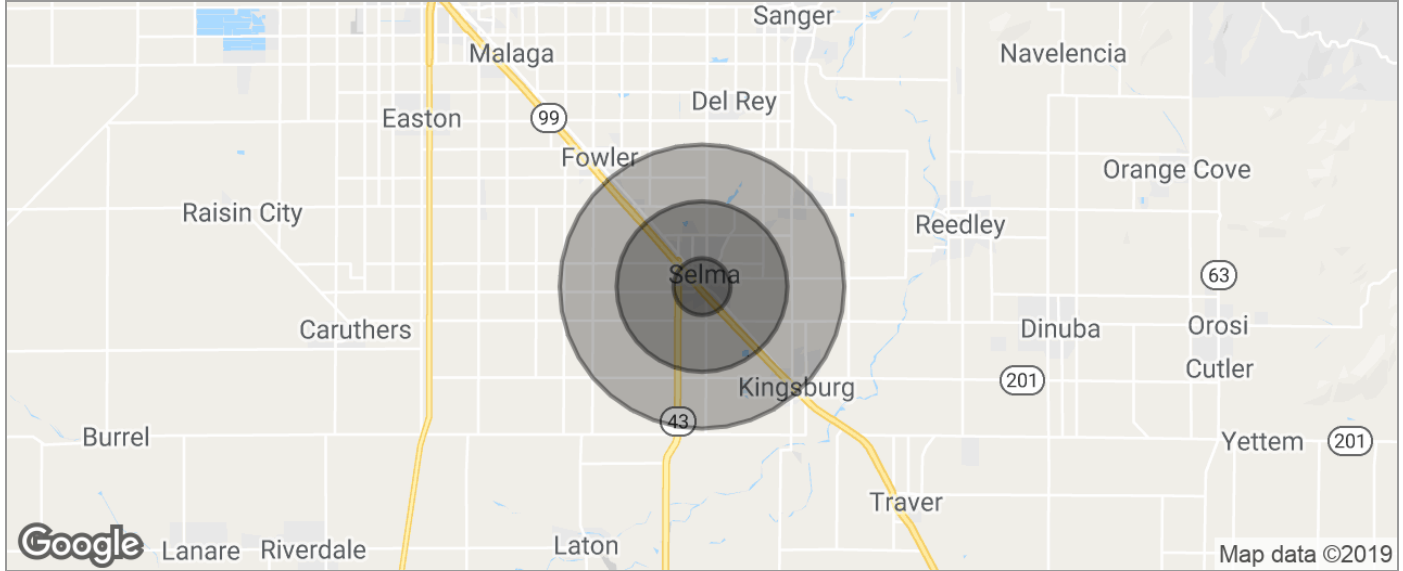 Sanger
Malaga
Navelencia
Del Rey
Easton
99
Fowler
Orange Cove
Raisin City
Reedley
Selma
63
Caruthers
Dinuba
Orosi
Cutler
201
Kingsburg
43
Burrel
Yettem
201
Traver
Google
Lanare
Riverdale
Laton
Map data ©2019